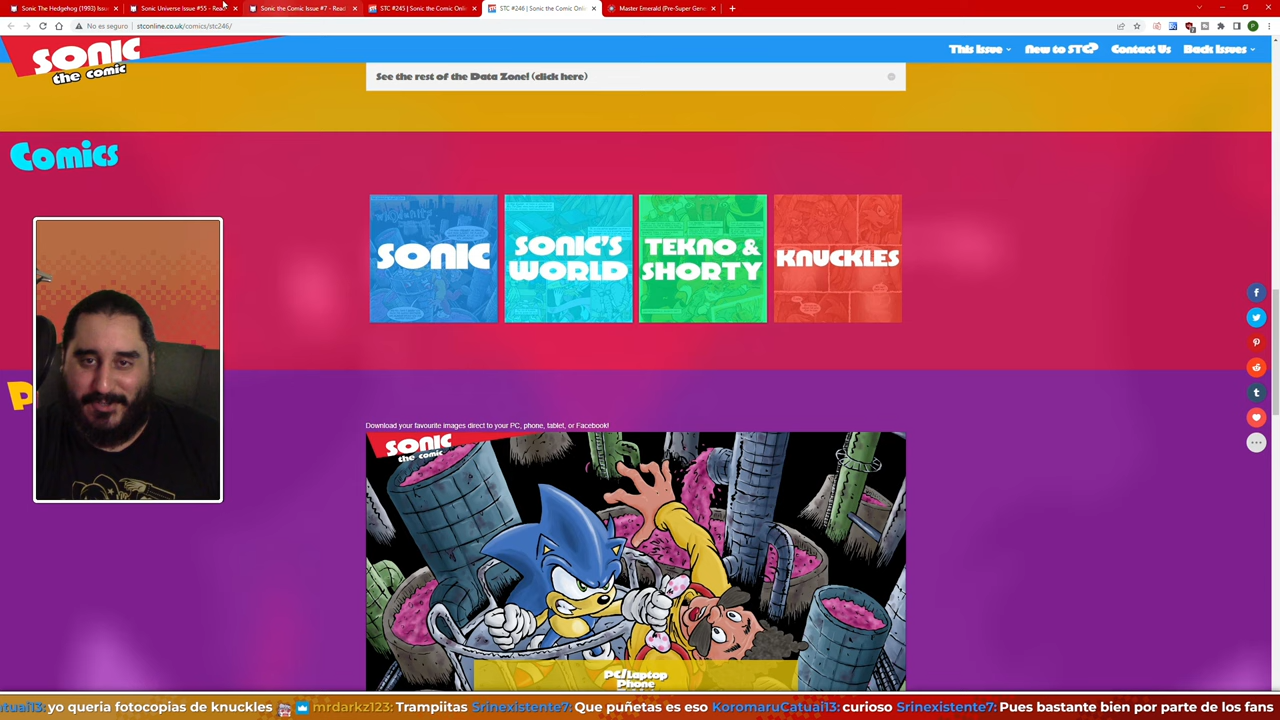 Sonic The Hedgehog (1993) Issu
Sonic Universe Issue #55 - Read
Sonic the Comic Issue #7 - Read
STC #245 | Sonic the Comic Onli
STC #246 | Sonic the Comic Onli
Master Emerald (Pre-Super Gen
No es seguro
stconline.co.uk/comics/stc246/
SONIC
the comic
This Issue
New to STC?
Contact Us
Back Issues
See the rest of the Data Zone! (click here)
Comics
SONIC
SONIC'S
WORLD
TEKNO &
SHORTY
KNUCKLES
Download your favourite images direct to your PC, phone, tablet, or Facebook!
SONIC
the comic
PC/Laptop
Phone
atuai13: yo queria fotocopias de knuckles mrdarkz123: Trampiitas Srinexistente7: Que puñetas es eso KoromaruCatuai13: curioso Srinexistente7: Pues bastante bien por parte de los fans